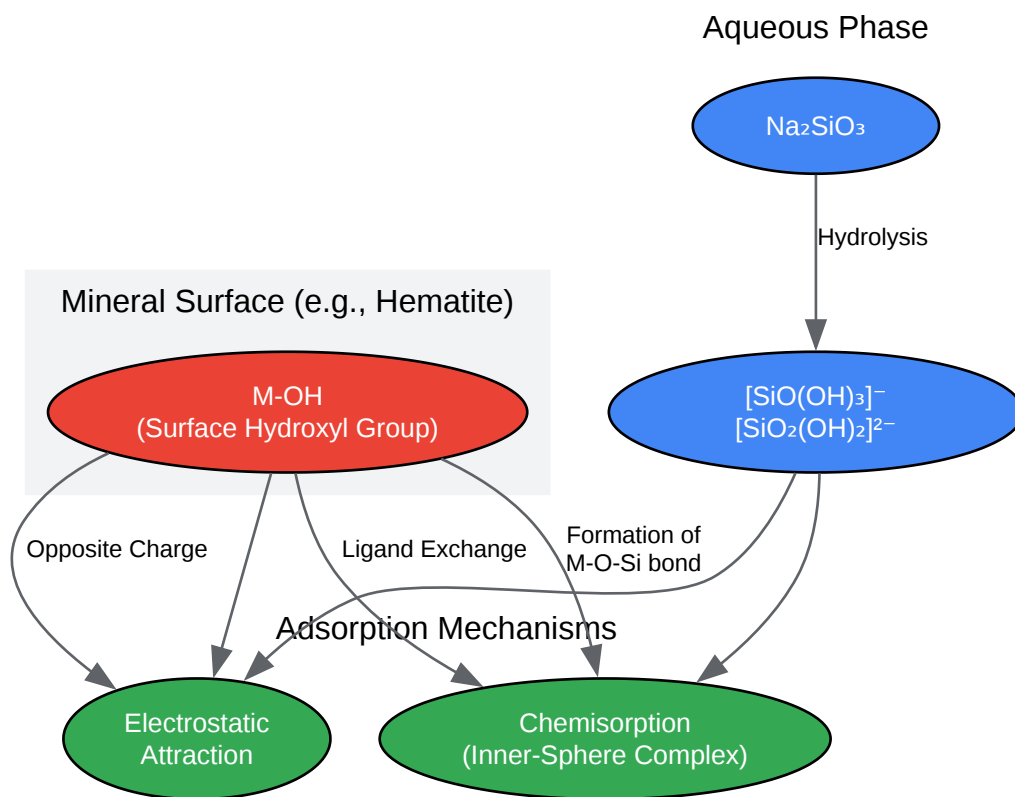 Aqueous Phase
Na₂SiO₃
Hydrolysis
Mineral Surface (e.g., Hematite)
M-OH
(Surface Hydroxyl Group)
[SiO(OH)₃]⁻
[SiO₂(OH)₂]²⁻
Opposite Charge
Ligand Exchange
Formation of
M-O-Si bond
Adsorption Mechanisms
Electrostatic
Attraction
Chemisorption
(Inner-Sphere Complex)